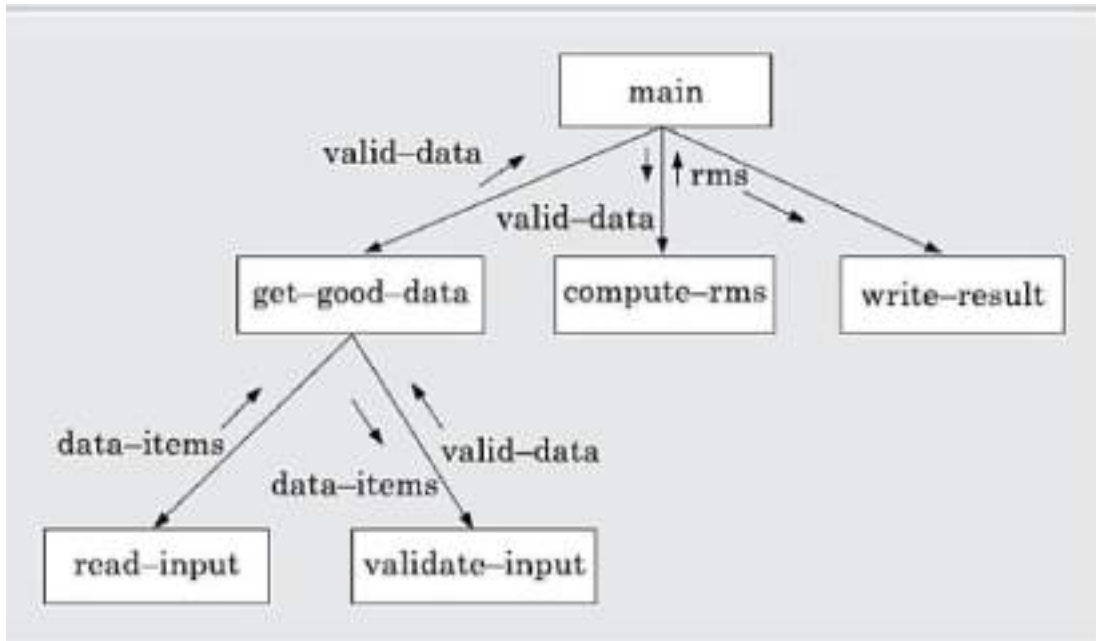 main
valid–data
rms
valid–data
get–good–data
compute–rms
write–result
data–items
valid–data
data–items
read–input
validate–input